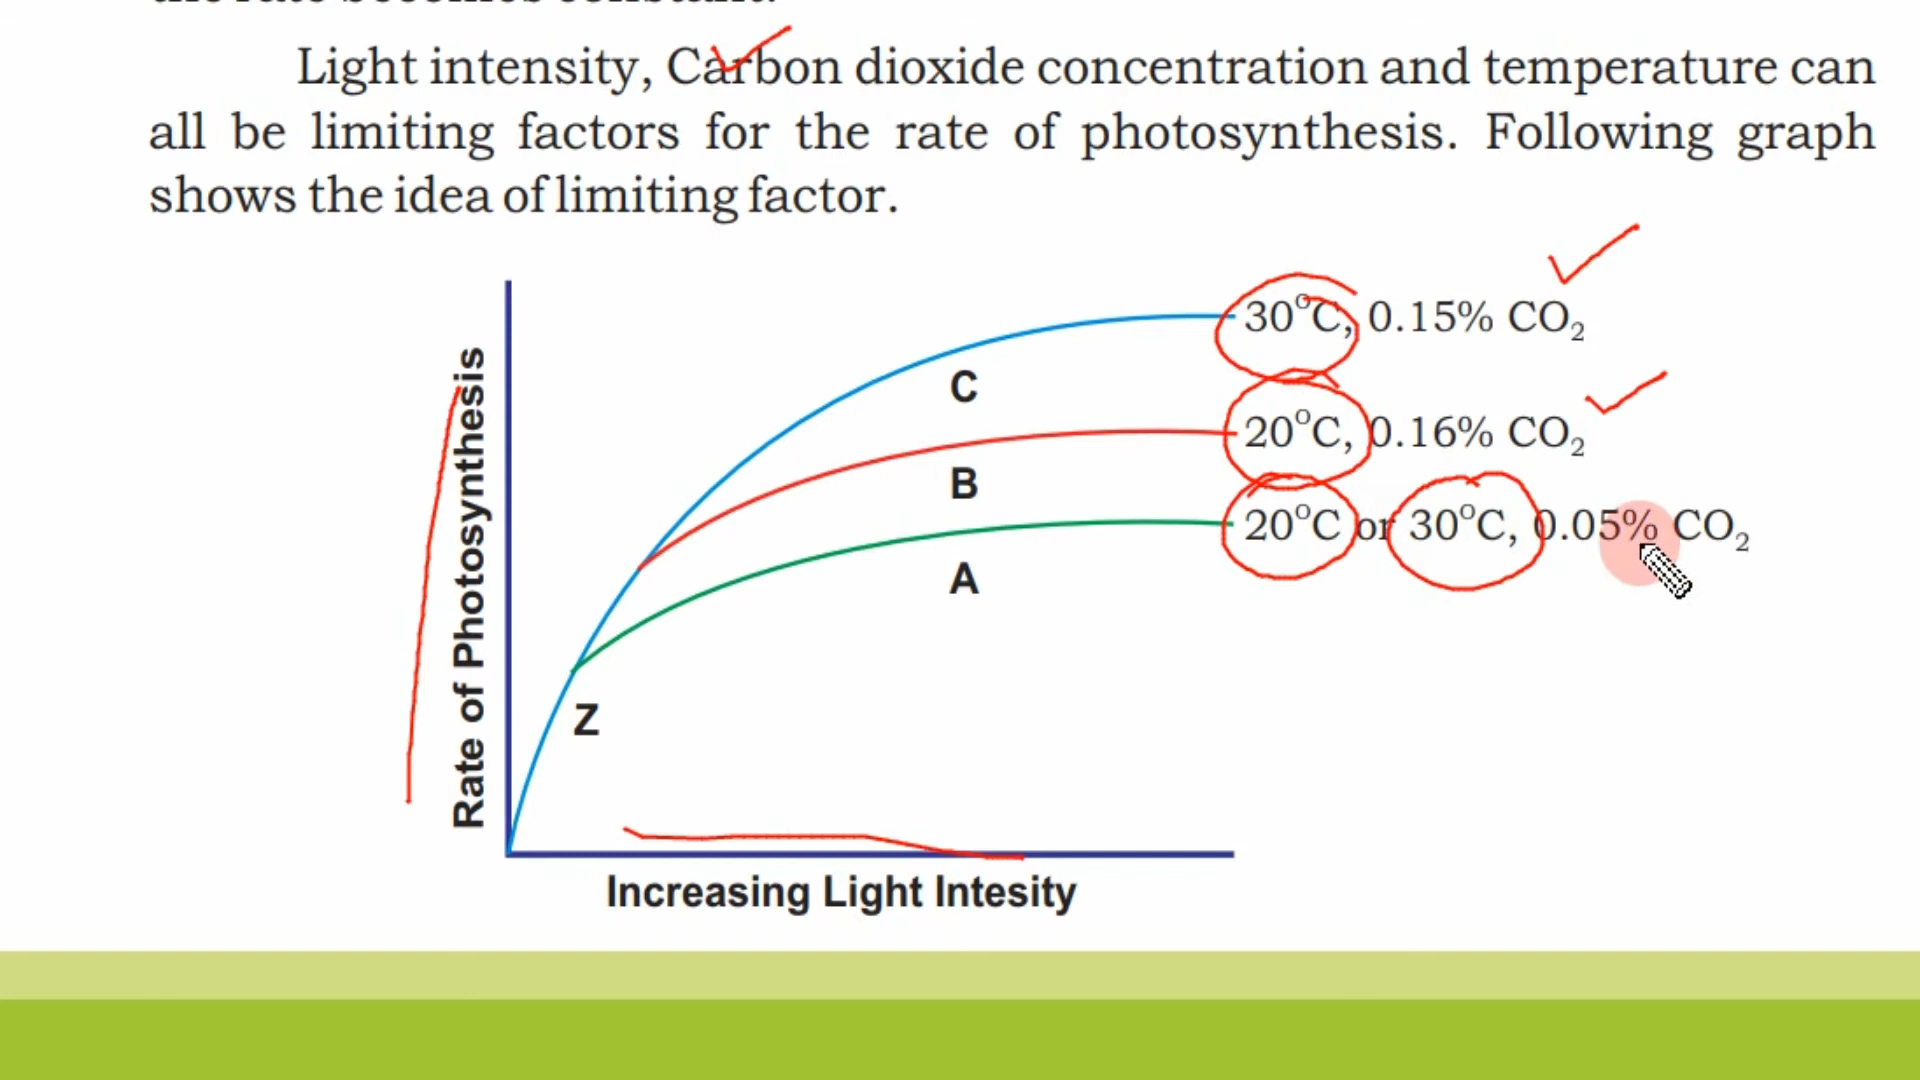 Light intensity, Carbon dioxide concentration and temperature can
all be limiting factors for the rate of photosynthesis. Following graph
shows the idea of limiting factor.
30°C, 0.15% CO₂
C
20°C, 0.16% CO₂
B
20°C or 30°C, 0.05% CO₂
A
Z
Rate of Photosynthesis
Increasing Light Intesity